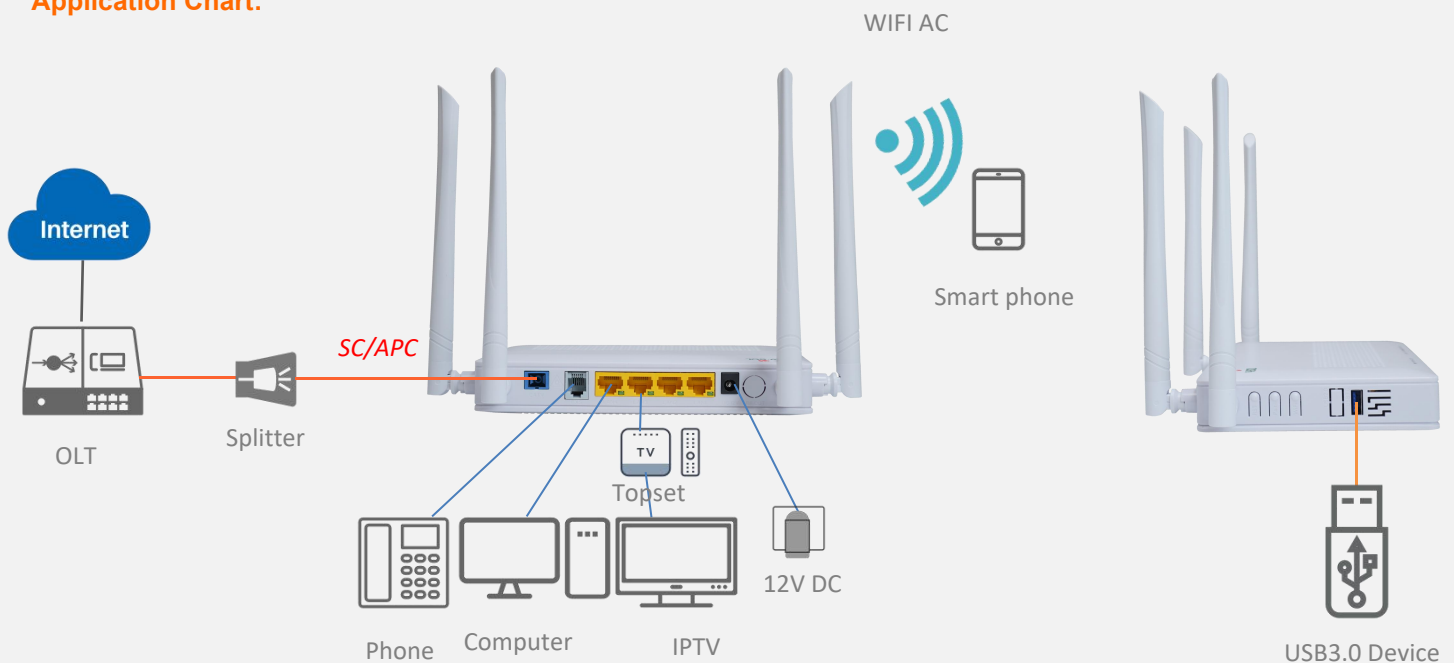 Application Chart:
WIFI AC
Internet
SC/APC
Smart phone
OLT
Splitter
TV
Topset
12V DC
Phone
Computer
IPTV
USB3.0 Device